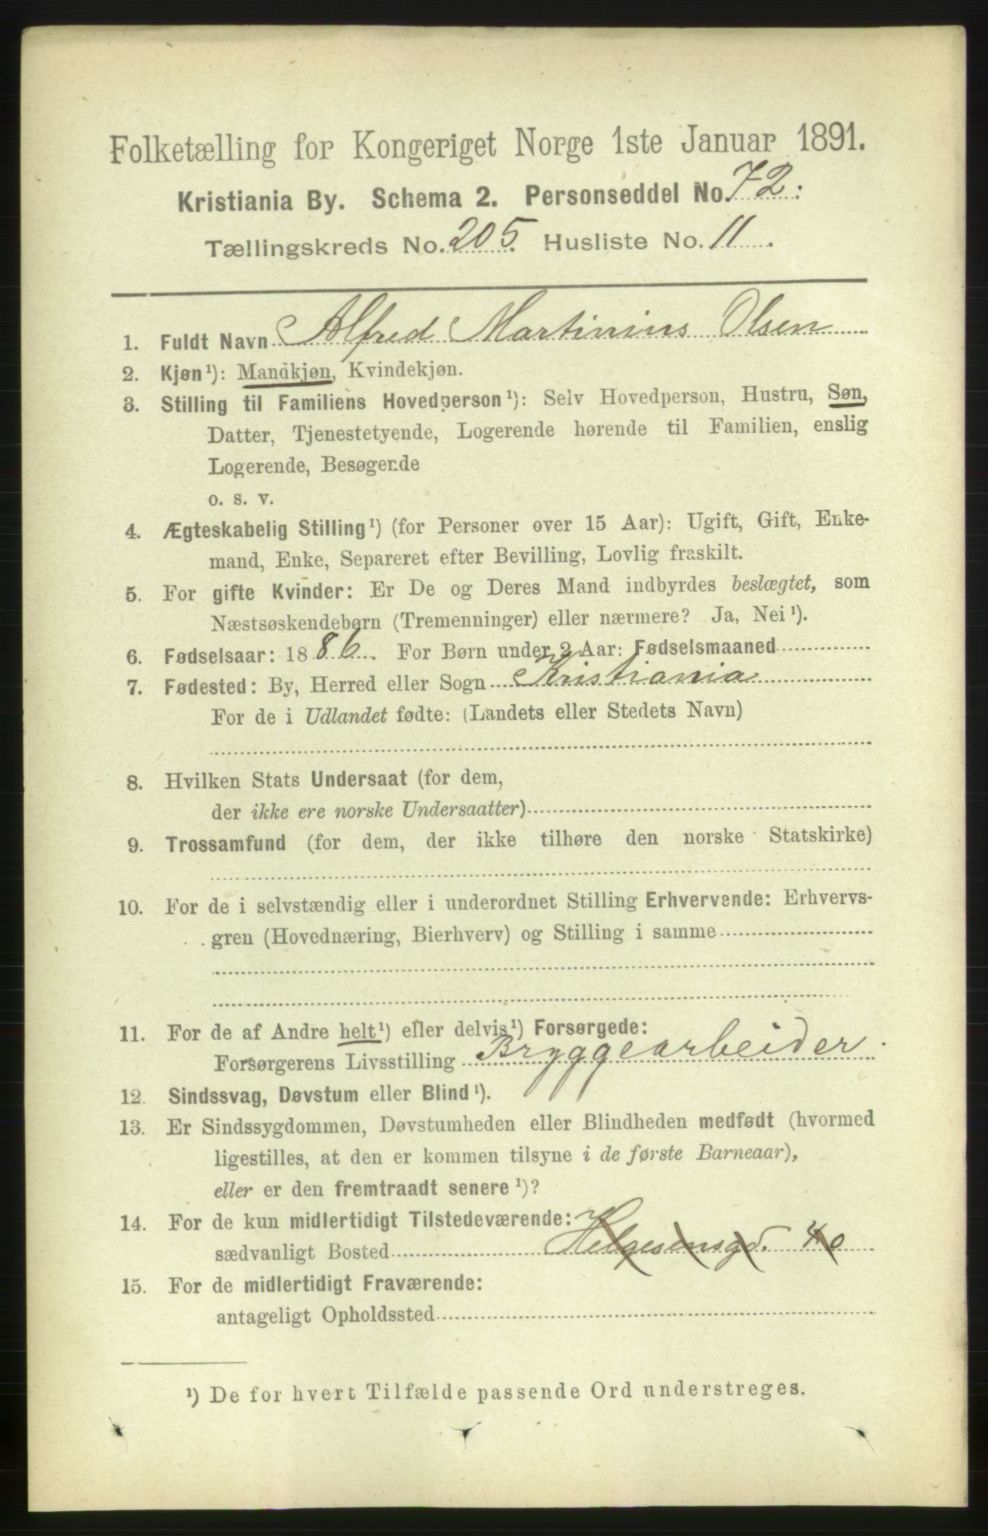 Folketælling for Kongeriget Norge 1ste Januar 1891.
Kristiania By. Schema 2. Personseddel No. 72.
Tællingskreds No. 205. Husliste No. 11.
1. Fuldt Navn Alfred Martinius Olsen
2. Kjøn¹): Mandkjøn, Kvindekjøn.
3. Stilling til Familiens Hovedperson¹): Selv Hovedperson, Hustru, Søn,
Datter, Tjenestetyende, Logerende hørende til Familien, enslig
Logerende, Besøgende
o. s. v.
4. Ægteskabelig Stilling¹) (for Personer over 15 Aar): Ugift, Gift, Enke-
mand, Enke, Separeret efter Bevilling, Lovlig fraskilt.
5. For gifte Kvinder: Er De og Deres Mand indbyrdes beslægtet, som
Næstsøskendebørn (Tremenninger) eller nærmere? Ja, Nei¹).
6. Fødselsaar: 1886. For Børn under 2 Aar: Fødselsmaaned
7. Fødested: By, Herred eller Sogn Kristiania
For de i Udlandet fødte: (Landets eller Stedets Navn)
8. Hvilken Stats Undersaat (for dem,
der ikke ere norske Undersaatter)
9. Trossamfund (for dem, der ikke tilhøre den norske Statskirke)
10. For de i selvstændig eller i underordnet Stilling Erhvervende: Erhvervs-
gren (Hovednæring, Bierhverv) og Stilling i samme
11. For de af Andre helt¹) eller delvis¹) Forsørgede:
Forsørgerens Livsstilling Bryggearbeider.
12. Sindssvag, Døvstum eller Blind¹).
13. Er Sindssygdommen, Døvstumheden eller Blindheden medfødt (hvormed
ligestilles, at den er kommen tilsyne i de første Barneaar),
eller er den fremtraadt senere¹)?
14. For de kun midlertidigt Tilstedeværende:
sædvanligt Bosted Helgesensgd. 40
15. For de midlertidigt Fraværende:
antageligt Opholdssted
¹) De for hvert Tilfælde passende Ord understreges.